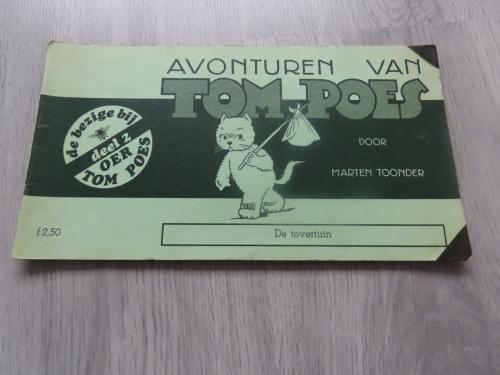 AVONTUREN VAN
TOM POES
DOOR
MARTEN TOONDER
de bezige bij
deel 2
OER
TOM POES
f 2,50
De tovertuin